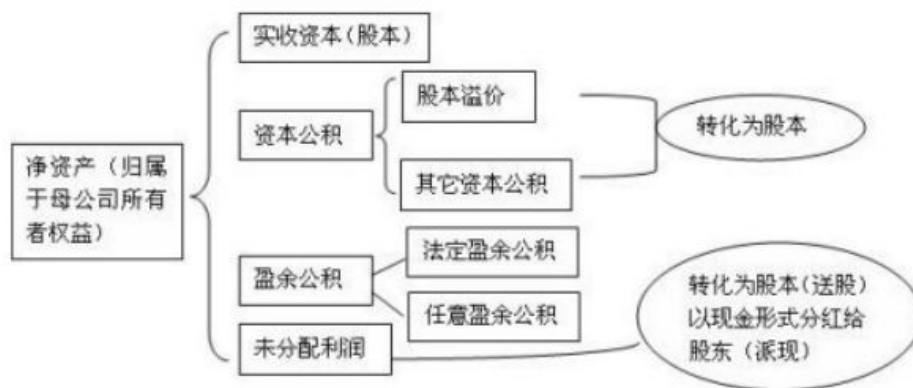 净资产（归属
于母公司所有
者权益）
实收资本（股本）
资本公积
股本溢价
其它资本公积
转化为股本
盈余公积
法定盈余公积
任意盈余公积
未分配利润
转化为股本（送股）
以现金形式分红给
股东（派现）